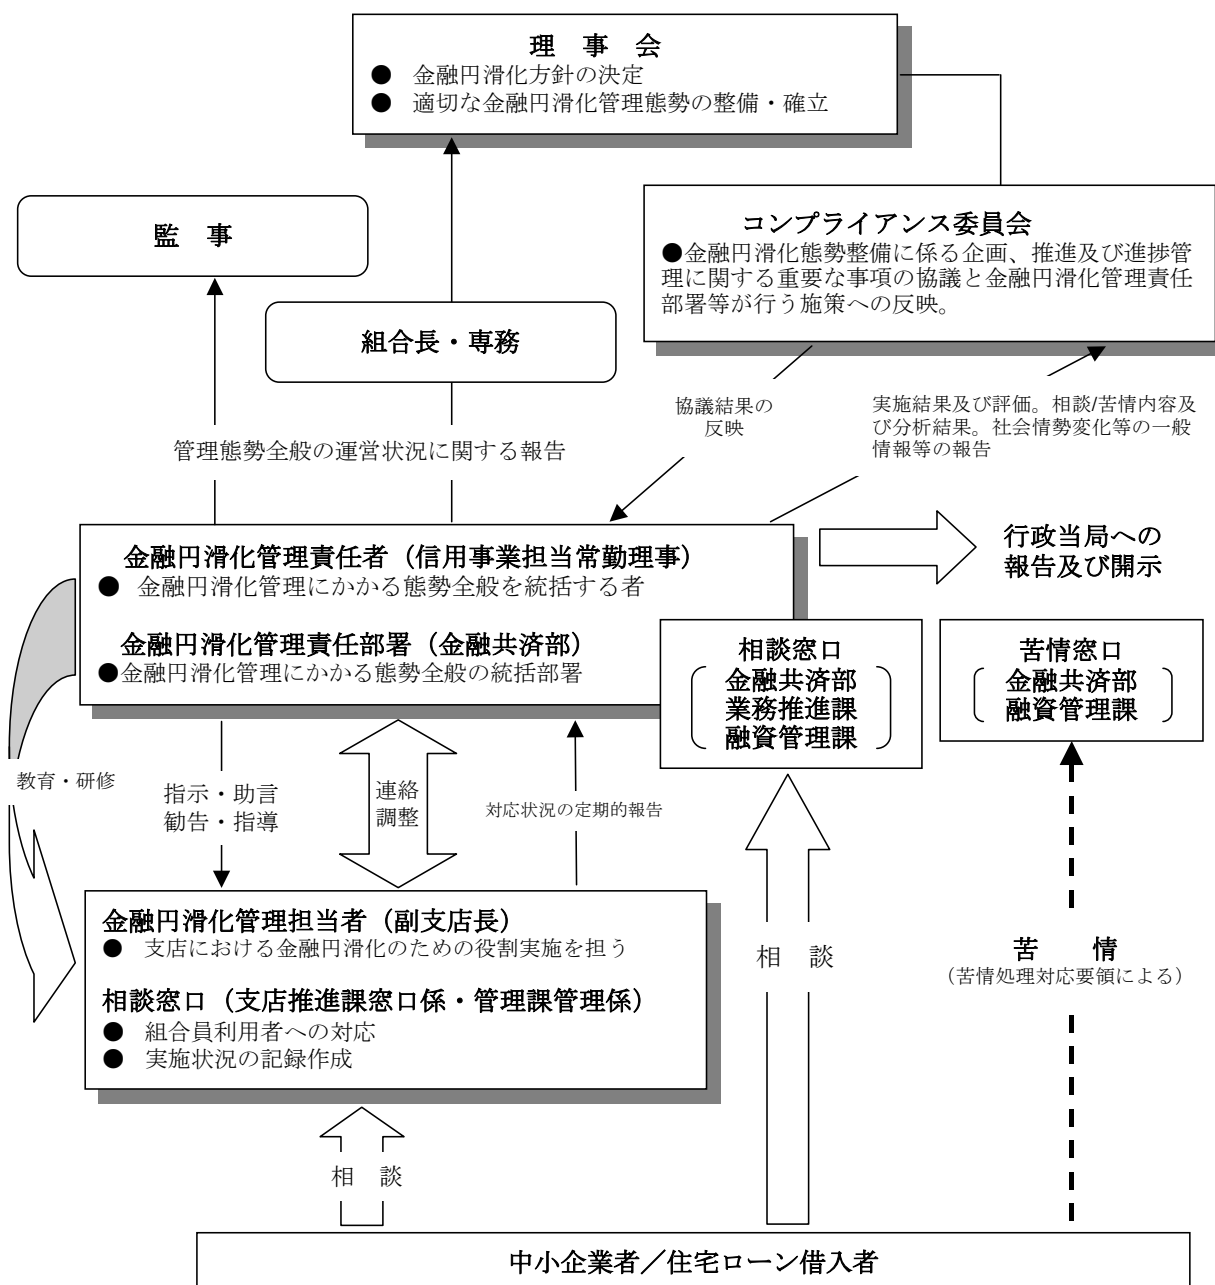 理　事　会
●　金融円滑化方針の決定
●　適切な金融円滑化管理態勢の整備・確立
監　事
コンプライアンス委員会
●金融円滑化態勢整備に係る企画、推進及び進捗管
理に関する重要な事項の協議と金融円滑化管理責任
部署等が行う施策への反映。
組合長・専務
協議結果の
反映
実施結果及び評価。相談/苦情内容及
び分析結果。社会情勢変化等の一般
情報等の報告
管理態勢全般の運営状況に関する報告
金融円滑化管理責任者（信用事業担当常勤理事）
●　金融円滑化管理にかかる態勢全般を統括する者
金融円滑化管理責任部署（金融共済部）
●金融円滑化管理にかかる態勢全般の統括部署
行政当局への
報告及び開示
相談窓口
金融共済部
業務推進課
融資管理課
苦情窓口
金融共済部
融資管理課
教育・研修
指示・助言
勧告・指導
連絡
調整
対応状況の定期的報告
金融円滑化管理担当者（副支店長）
●　支店における金融円滑化のための役割実施を担う
相談窓口（支店推進課窓口係・管理課管理係）
●　組合員利用者への対応
●　実施状況の記録作成
相　談
苦　　情
（苦情処理対応要領による）
相　談
中小企業者／住宅ローン借入者